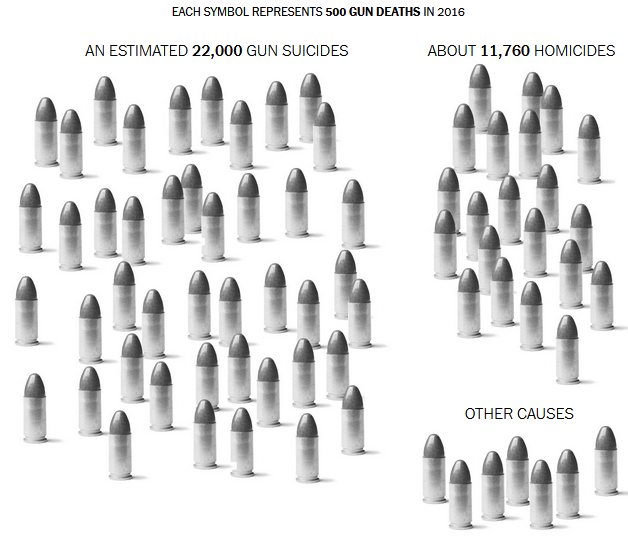 EACH SYMBOL REPRESENTS 500 GUN DEATHS IN 2016
AN ESTIMATED 22,000 GUN SUICIDES
ABOUT 11,760 HOMICIDES
OTHER CAUSES